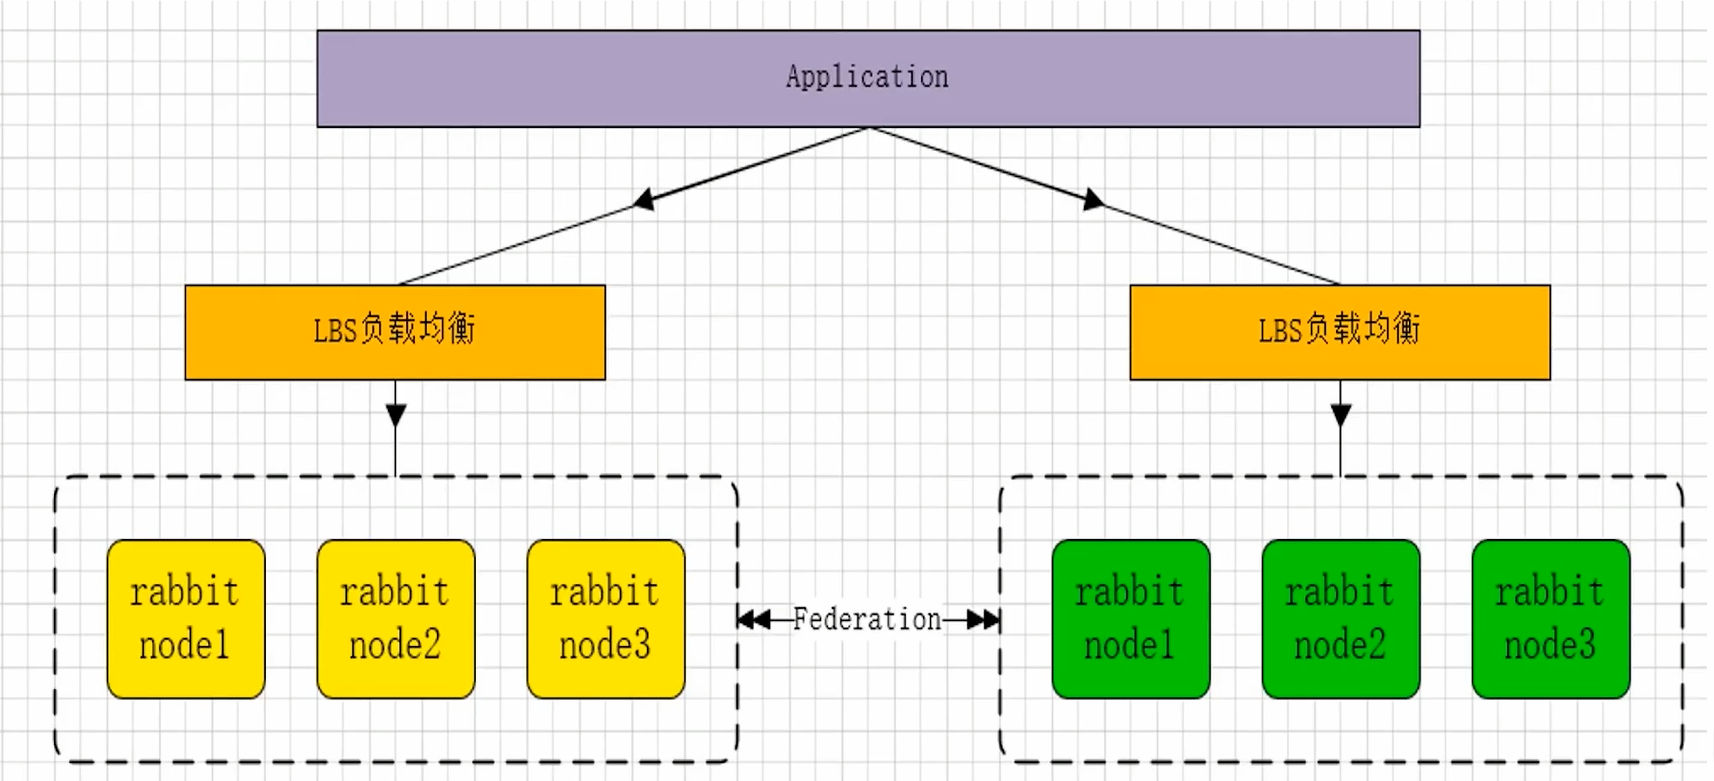 Application
LBS负载均衡
LBS负载均衡
rabbit
node1
rabbit
node2
rabbit
node3
Federation
rabbit
node1
rabbit
node2
rabbit
node3